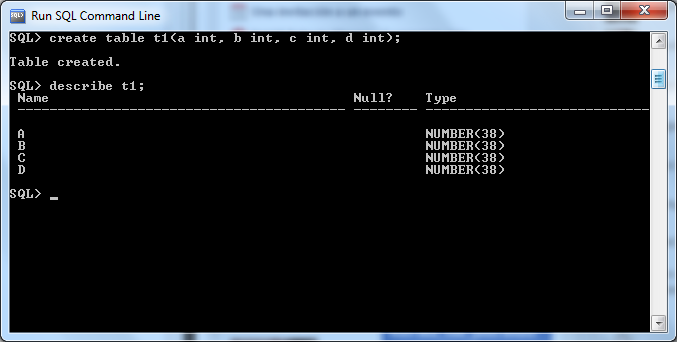 Run SQL Command Line
SQL> create table t1(a int, b int, c int, d int);
Table created.
SQL> describe t1;
Name Null? Type
----------------------------------------- -------- ----------------------------
A NUMBER(38)
B NUMBER(38)
C NUMBER(38)
D NUMBER(38)
SQL> _